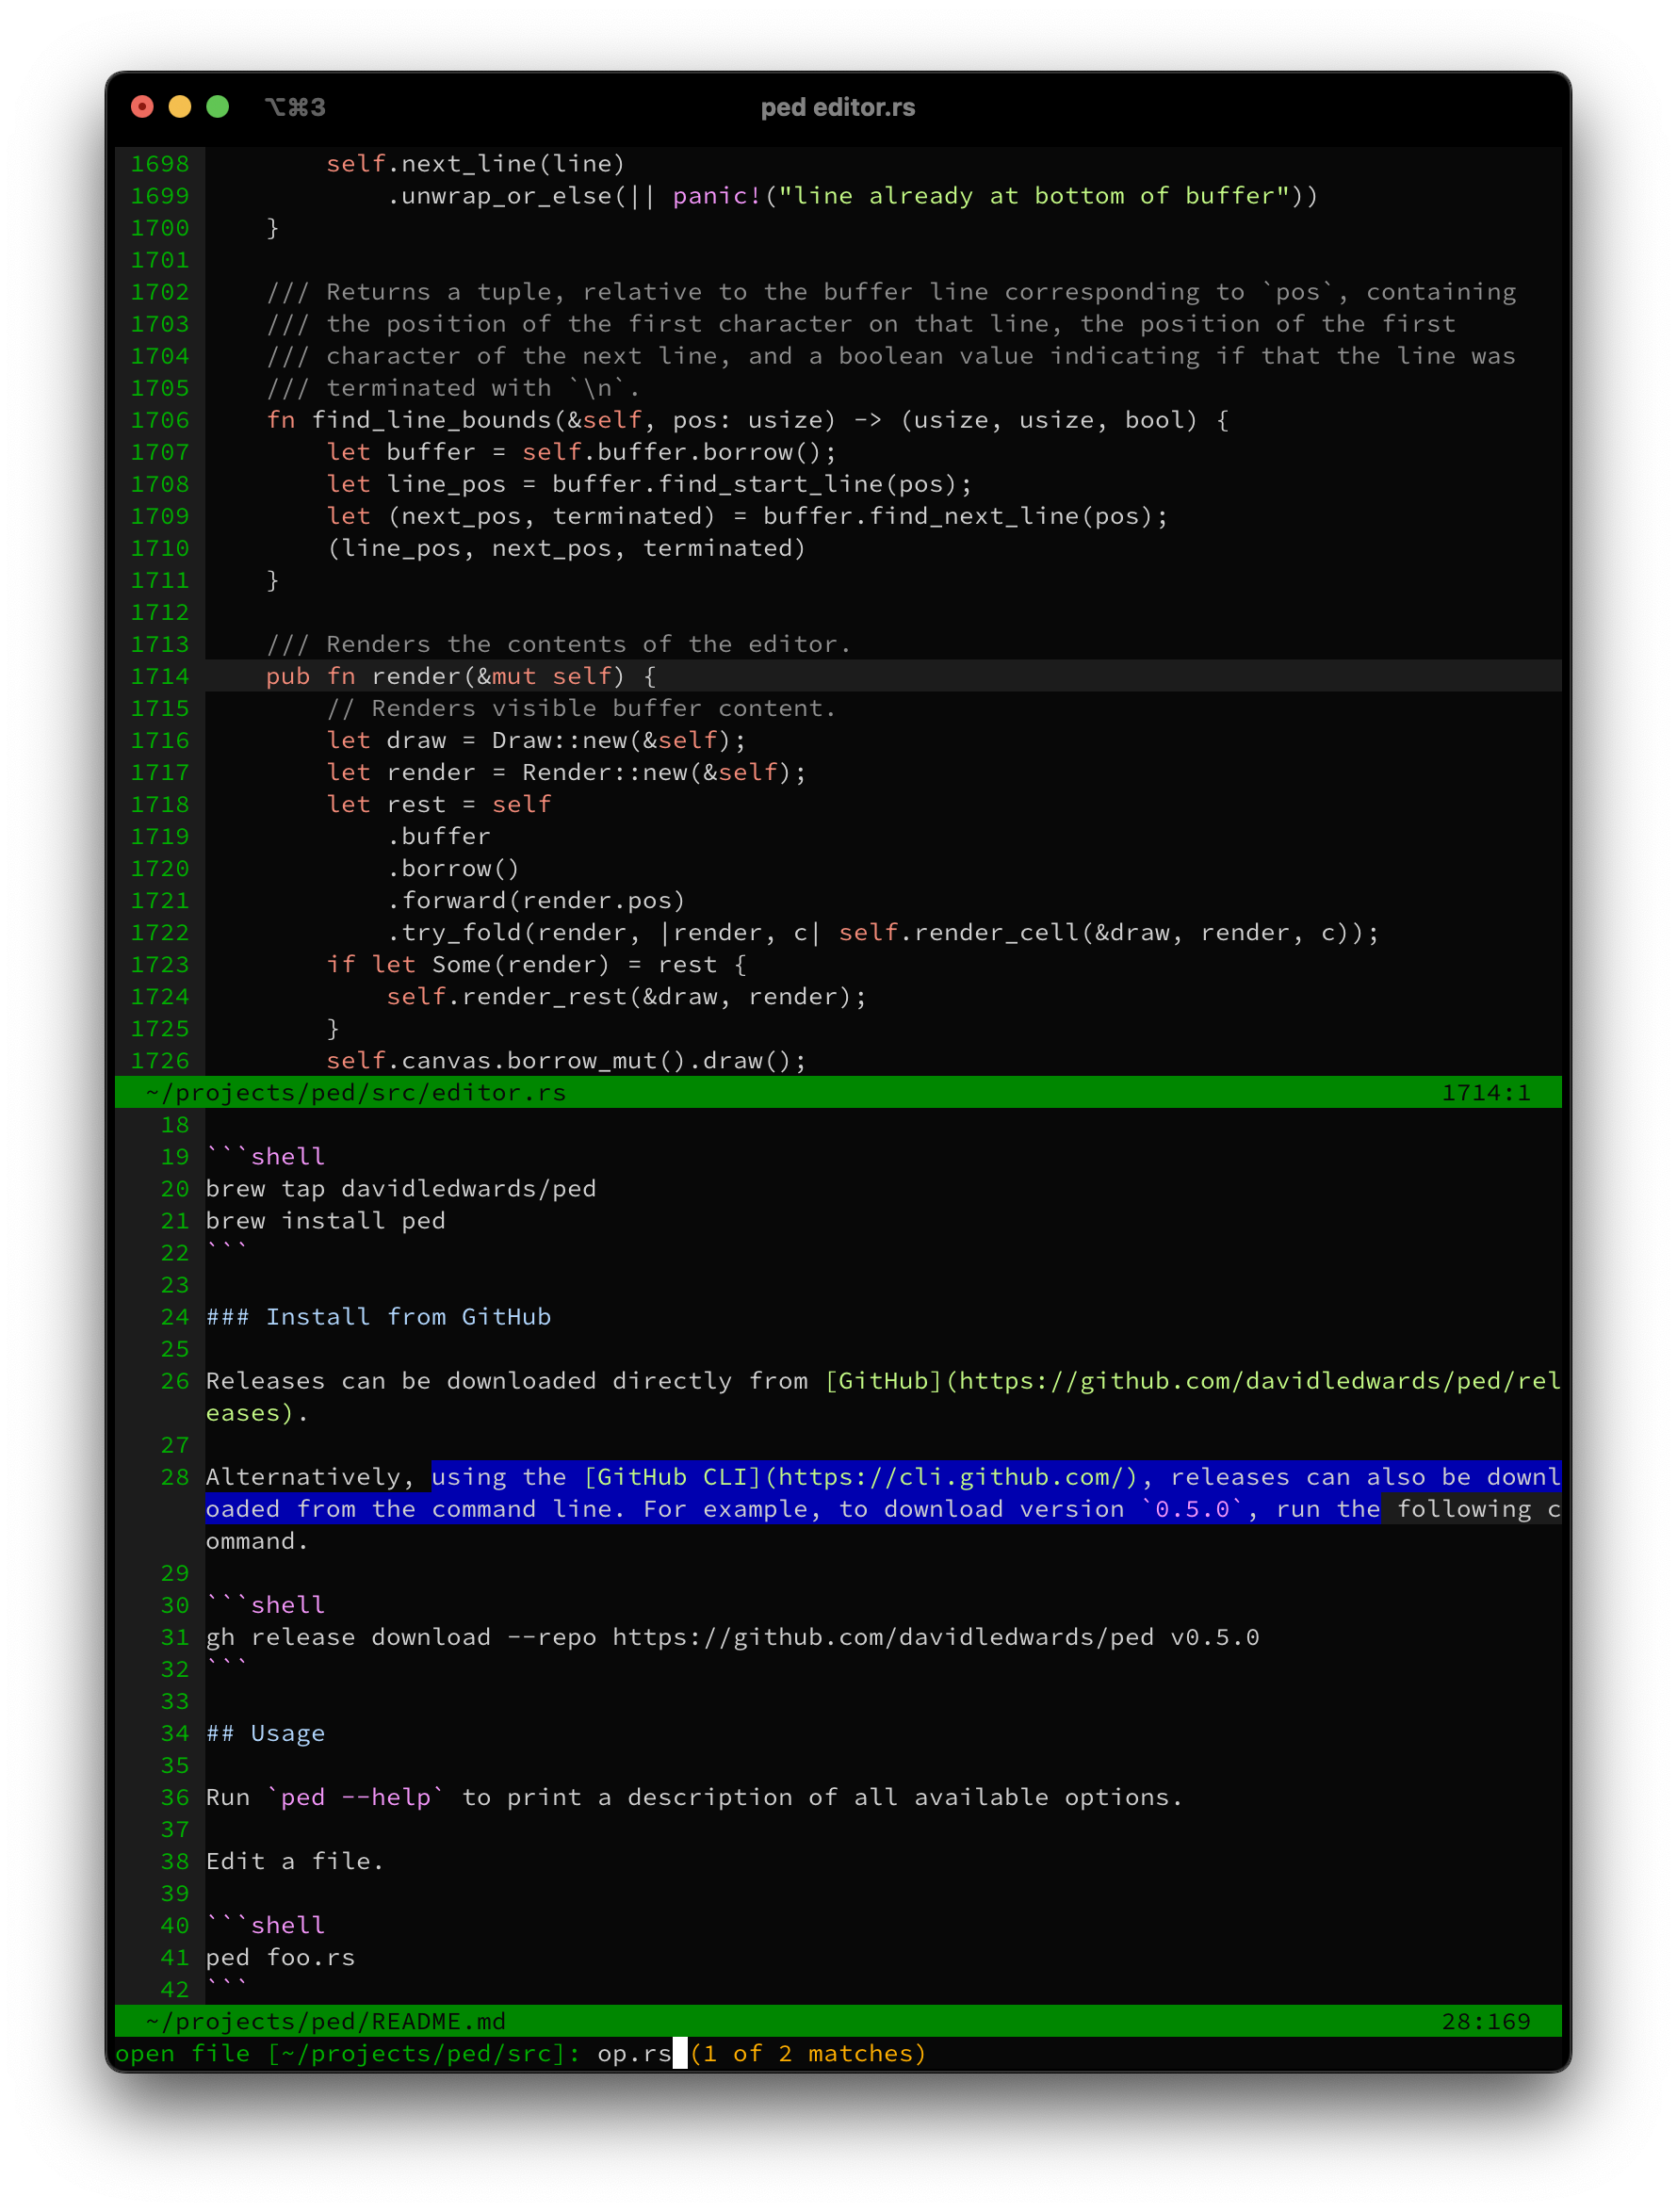 ⌥⌘3 ped editor.rs
1698         self.next_line(line)
1699             .unwrap_or_else(|| panic!("line already at bottom of buffer"))
1700     }
1701
1702     /// Returns a tuple, relative to the buffer line corresponding to `pos`, containing
1703     /// the position of the first character on that line, the position of the first
1704     /// character of the next line, and a boolean value indicating if that the line was
1705     /// terminated with `\n`.
1706     fn find_line_bounds(&self, pos: usize) -> (usize, usize, bool) {
1707         let buffer = self.buffer.borrow();
1708         let line_pos = buffer.find_start_line(pos);
1709         let (next_pos, terminated) = buffer.find_next_line(pos);
1710         (line_pos, next_pos, terminated)
1711     }
1712
1713     /// Renders the contents of the editor.
1714     pub fn render(&mut self) {
1715         // Renders visible buffer content.
1716         let draw = Draw::new(&self);
1717         let render = Render::new(&self);
1718         let rest = self
1719             .buffer
1720             .borrow()
1721             .forward(render.pos)
1722             .try_fold(render, |render, c| self.render_cell(&draw, render, c));
1723         if let Some(render) = rest {
1724             self.render_rest(&draw, render);
1725         }
1726         self.canvas.borrow_mut().draw();
~/projects/ped/src/editor.rs 1714:1
18
19 ```shell
20 brew tap davidledwards/ped
21 brew install ped
22 ```
23
24 ### Install from GitHub
25
26 Releases can be downloaded directly from [GitHub](https://github.com/davidledwards/ped/rel
eases).
27
28 Alternatively, using the [GitHub CLI](https://cli.github.com/), releases can also be downl
oaded from the command line. For example, to download version `0.5.0`, run the following c
ommand.
29
30 ```shell
31 gh release download --repo https://github.com/davidledwards/ped v0.5.0
32 ```
33
34 ## Usage
35
36 Run `ped --help` to print a description of all available options.
37
38 Edit a file.
39
40 ```shell
41 ped foo.rs
42 ```
~/projects/ped/README.md 28:169
open file [~/projects/ped/src]: op.rs (1 of 2 matches)